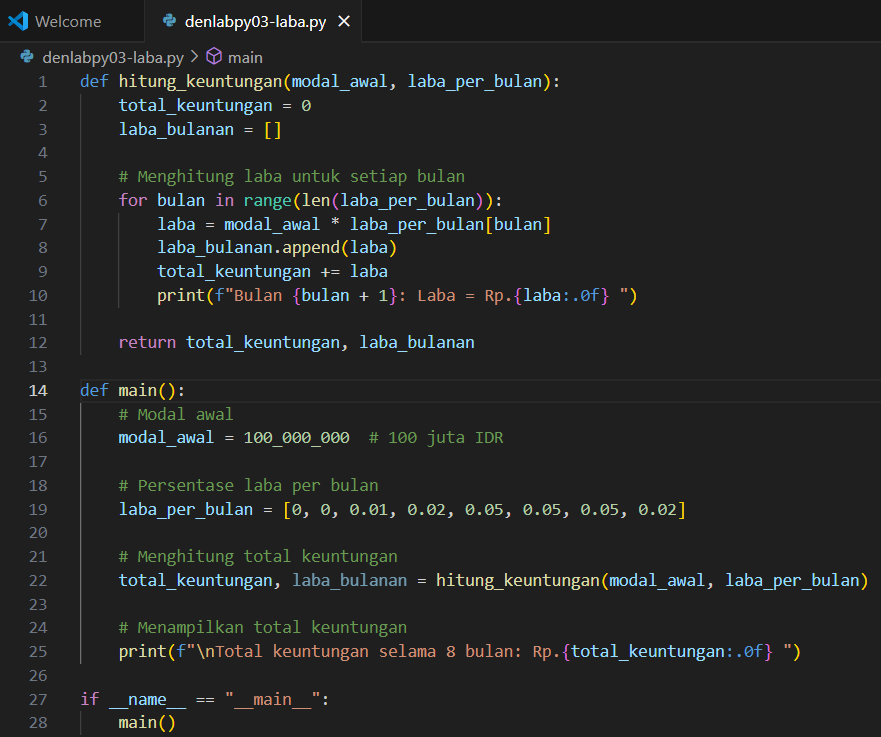 Welcome
denlabpy03-laba.py
denlabpy03-laba.py > main
1 def hitung_keuntungan(modal_awal, laba_per_bulan):
2     total_keuntungan = 0
3     laba_bulanan = []
4
5     # Menghitung laba untuk setiap bulan
6     for bulan in range(len(laba_per_bulan)):
7         laba = modal_awal * laba_per_bulan[bulan]
8         laba_bulanan.append(laba)
9         total_keuntungan += laba
10         print(f"Bulan {bulan + 1}: Laba = Rp.{laba:.0f} ")
11
12     return total_keuntungan, laba_bulanan
13
14 def main():
15     # Modal awal
16     modal_awal = 100_000_000  # 100 juta IDR
17
18     # Persentase laba per bulan
19     laba_per_bulan = [0, 0, 0.01, 0.02, 0.05, 0.05, 0.05, 0.02]
20
21     # Menghitung total keuntungan
22     total_keuntungan, laba_bulanan = hitung_keuntungan(modal_awal, laba_per_bulan)
23
24     # Menampilkan total keuntungan
25     print(f"\nTotal keuntungan selama 8 bulan: Rp.{total_keuntungan:.0f} ")
26
27 if __name__ == "__main__":
28     main()